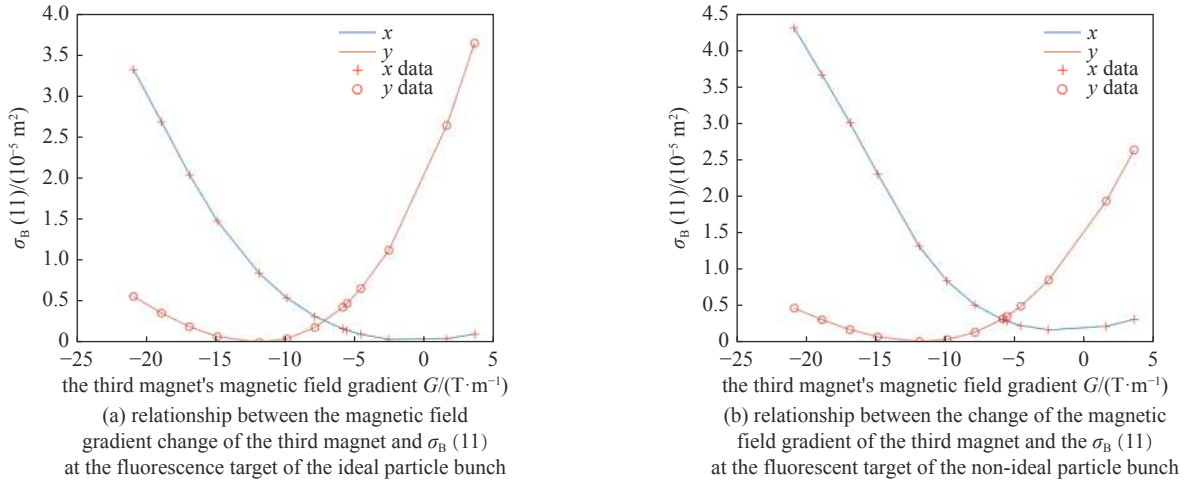 4.0
3.5
3.0
2.5
2.0
1.5
1.0
0.5
0
−25
−20
−15
−10
−5
0
5
σB (11)/(10⁻⁵ m²)
x
y
x data
y data
the third magnet's magnetic field gradient G/(T·m⁻¹)
(a) relationship between the magnetic field
gradient change of the third magnet and σB (11)
at the fluorescence target of the ideal particle bunch
4.5
4.0
3.5
3.0
2.5
2.0
1.5
1.0
0.5
0
−25
−20
−15
−10
−5
0
5
σB (11)/(10⁻⁵ m²)
x
y
x data
y data
the third magnet's magnetic field gradient G/(T·m⁻¹)
(b) relationship between the change of the magnetic
field gradient of the third magnet and the σB (11)
at the fluorescent target of the non-ideal particle bunch